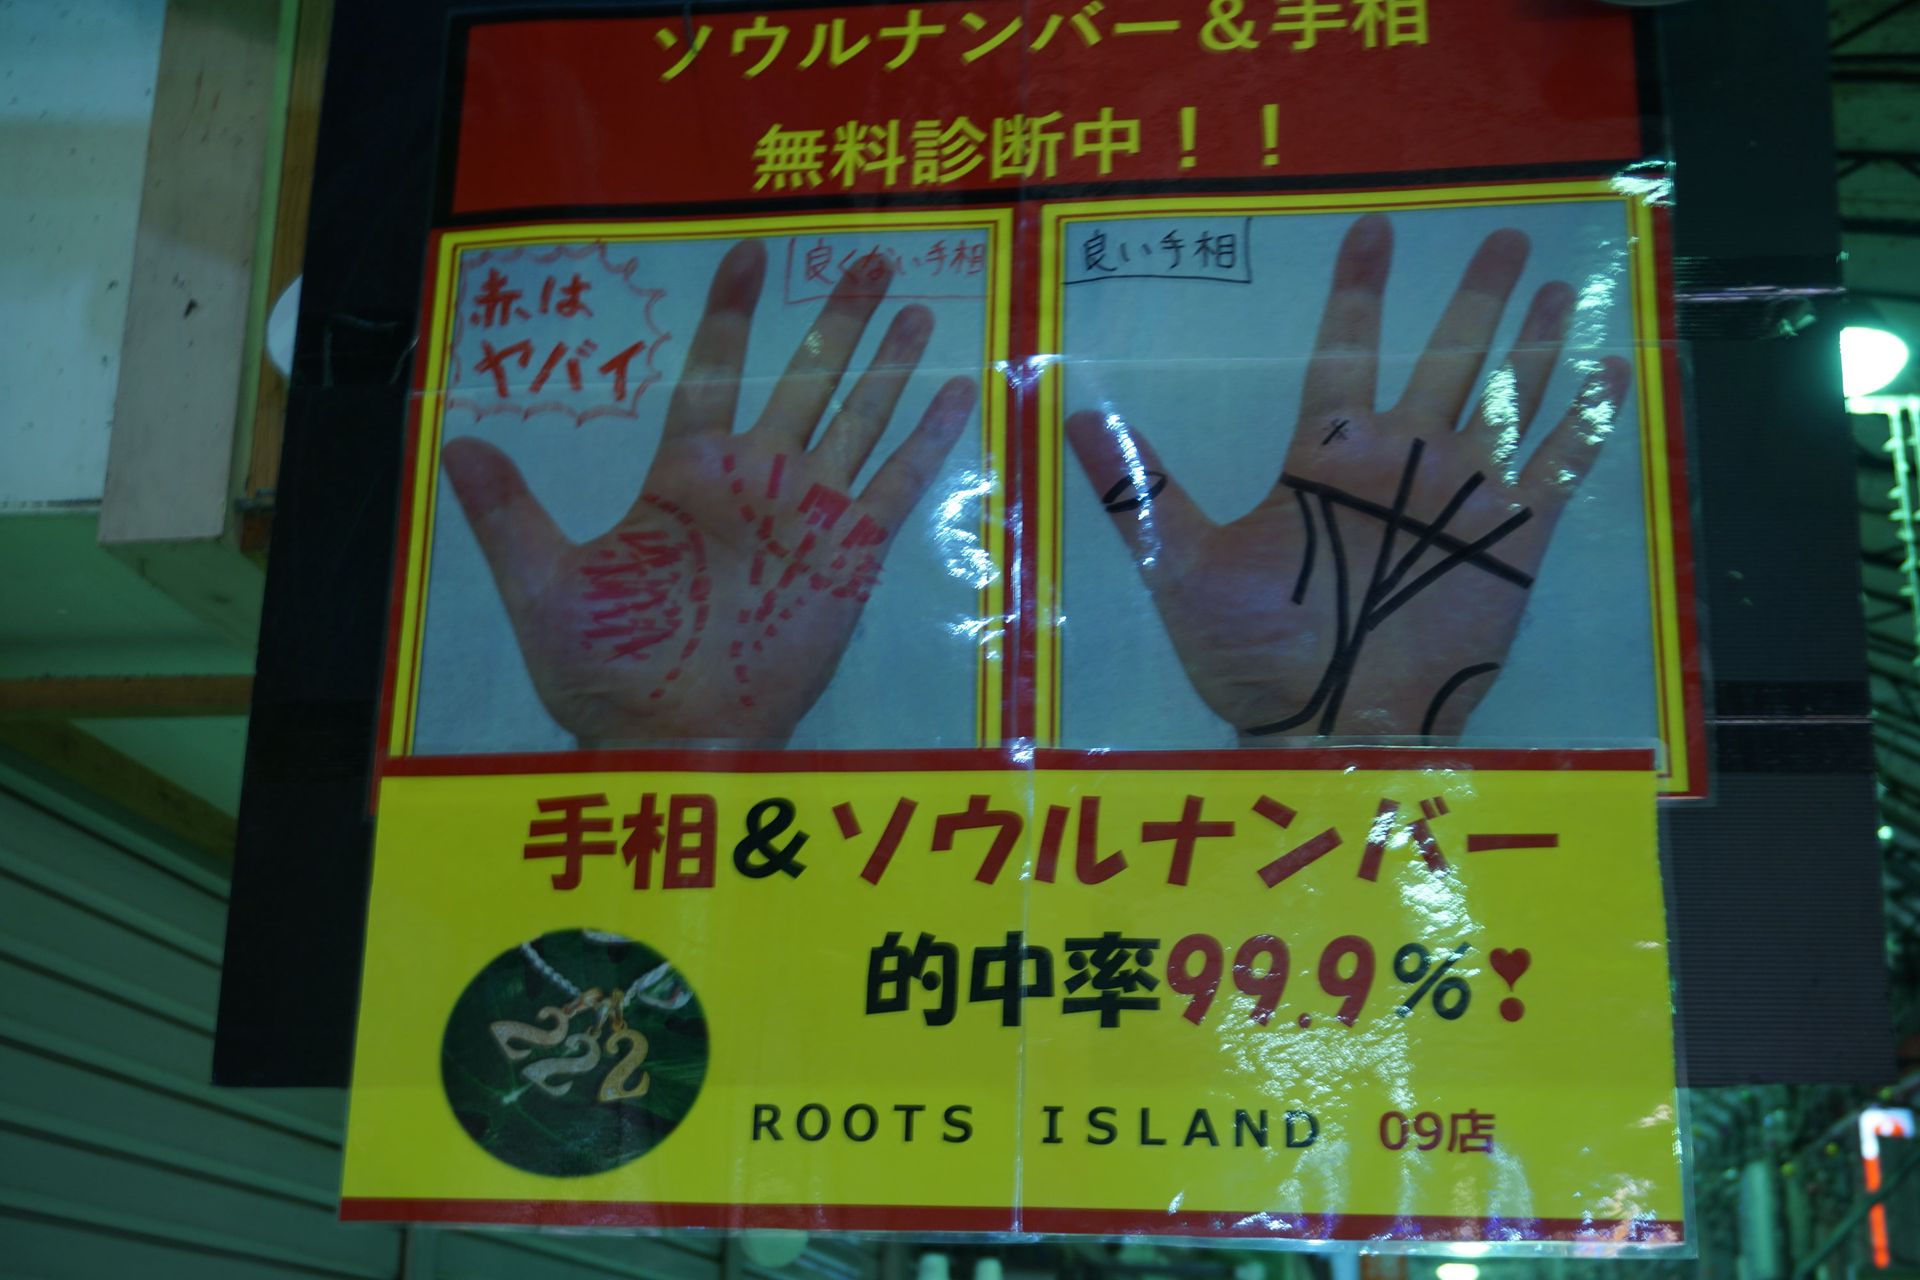 ソウルナンバー＆手相
無料診断中！！
赤は
ヤバイ
良くない手相
良い手相
手相&ソウルナンバー
的中率99.9%❣
222
ROOTS ISLAND 09店